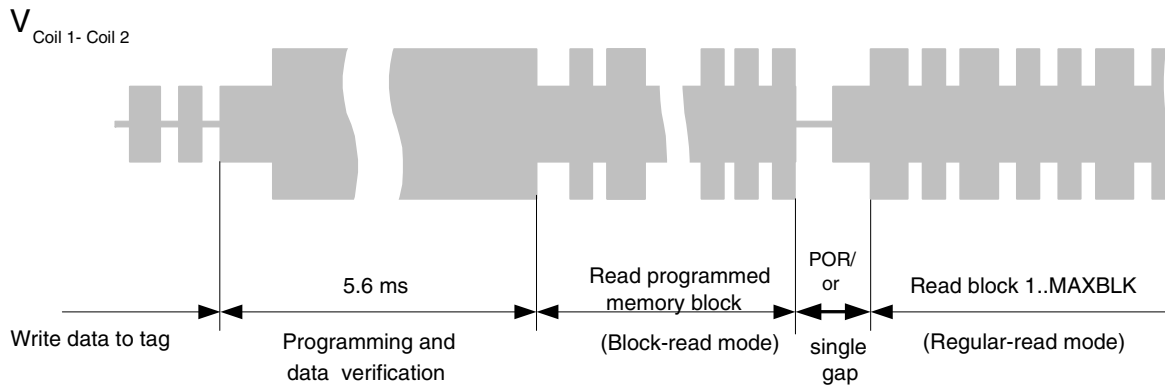 V Coil 1- Coil 2
5.6 ms
Read programmed
memory block
POR/
or
Read block 1..MAXBLK
Write data to tag
Programming and
data verification
(Block-read mode)
single
gap
(Regular-read mode)